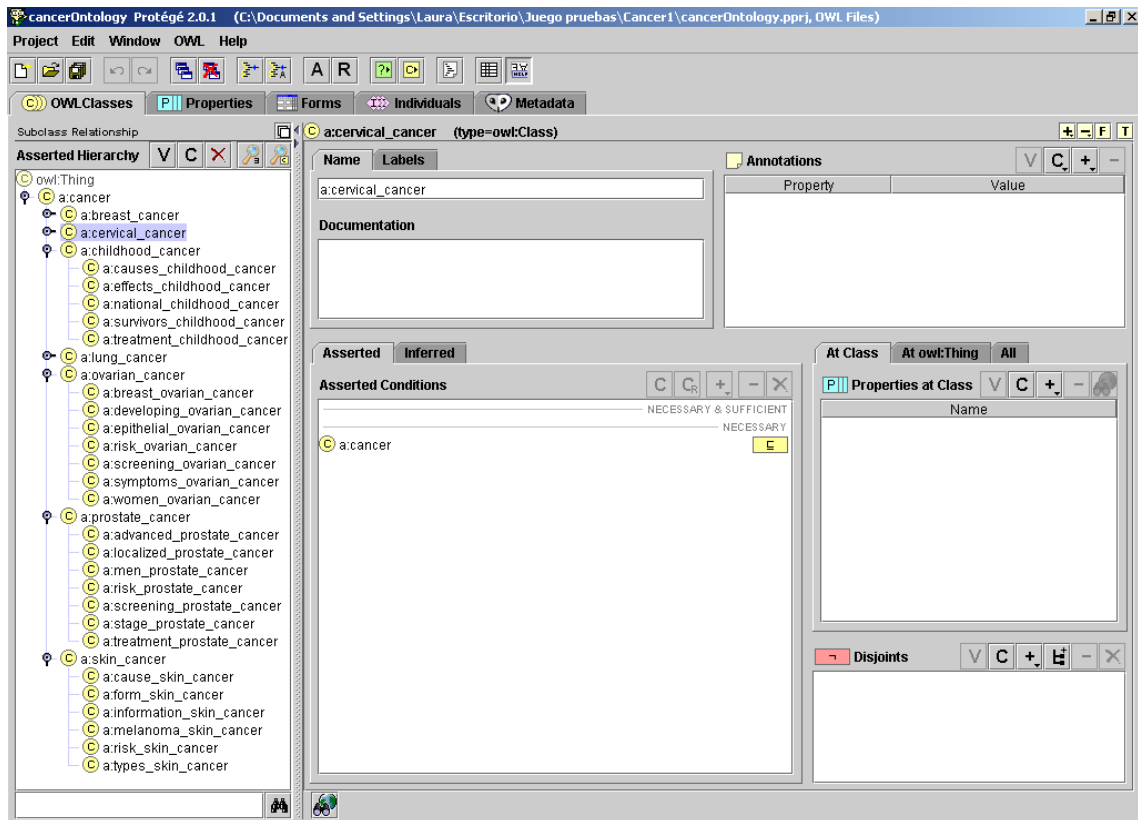 cancerOntology Protégé 2.0.1 (C:\Documents and Settings\Laura\Escritorio\Juego pruebas\Cancer1\cancerOntology.pprj, OWL Files)
Project Edit Window OWL Help
A R
OWLClasses Properties Forms Individuals Metadata
Subclass Relationship
Asserted Hierarchy V C
owl:Thing
a:cancer
a:breast_cancer
a:cervical_cancer
a:childhood_cancer
a:causes_childhood_cancer
a:effects_childhood_cancer
a:national_childhood_cancer
a:survivors_childhood_cancer
a:treatment_childhood_cancer
a:lung_cancer
a:ovarian_cancer
a:breast_ovarian_cancer
a:developing_ovarian_cancer
a:epithelial_ovarian_cancer
a:risk_ovarian_cancer
a:screening_ovarian_cancer
a:symptoms_ovarian_cancer
a:women_ovarian_cancer
a:prostate_cancer
a:advanced_prostate_cancer
a:localized_prostate_cancer
a:men_prostate_cancer
a:risk_prostate_cancer
a:screening_prostate_cancer
a:stage_prostate_cancer
a:treatment_prostate_cancer
a:skin_cancer
a:cause_skin_cancer
a:form_skin_cancer
a:information_skin_cancer
a:melanoma_skin_cancer
a:risk_skin_cancer
a:types_skin_cancer
C a:cervical_cancer (type=owl:Class) + - F T
Name Labels
a:cervical_cancer
Documentation
Annotations V C + -
Property Value
Asserted Inferred
Asserted Conditions C CR + - X
NECESSARY & SUFFICIENT
NECESSARY
C a:cancer ⊑
At Class At owl:Thing All
P Properties at Class V C + -
Name
¬ Disjoints V C + -